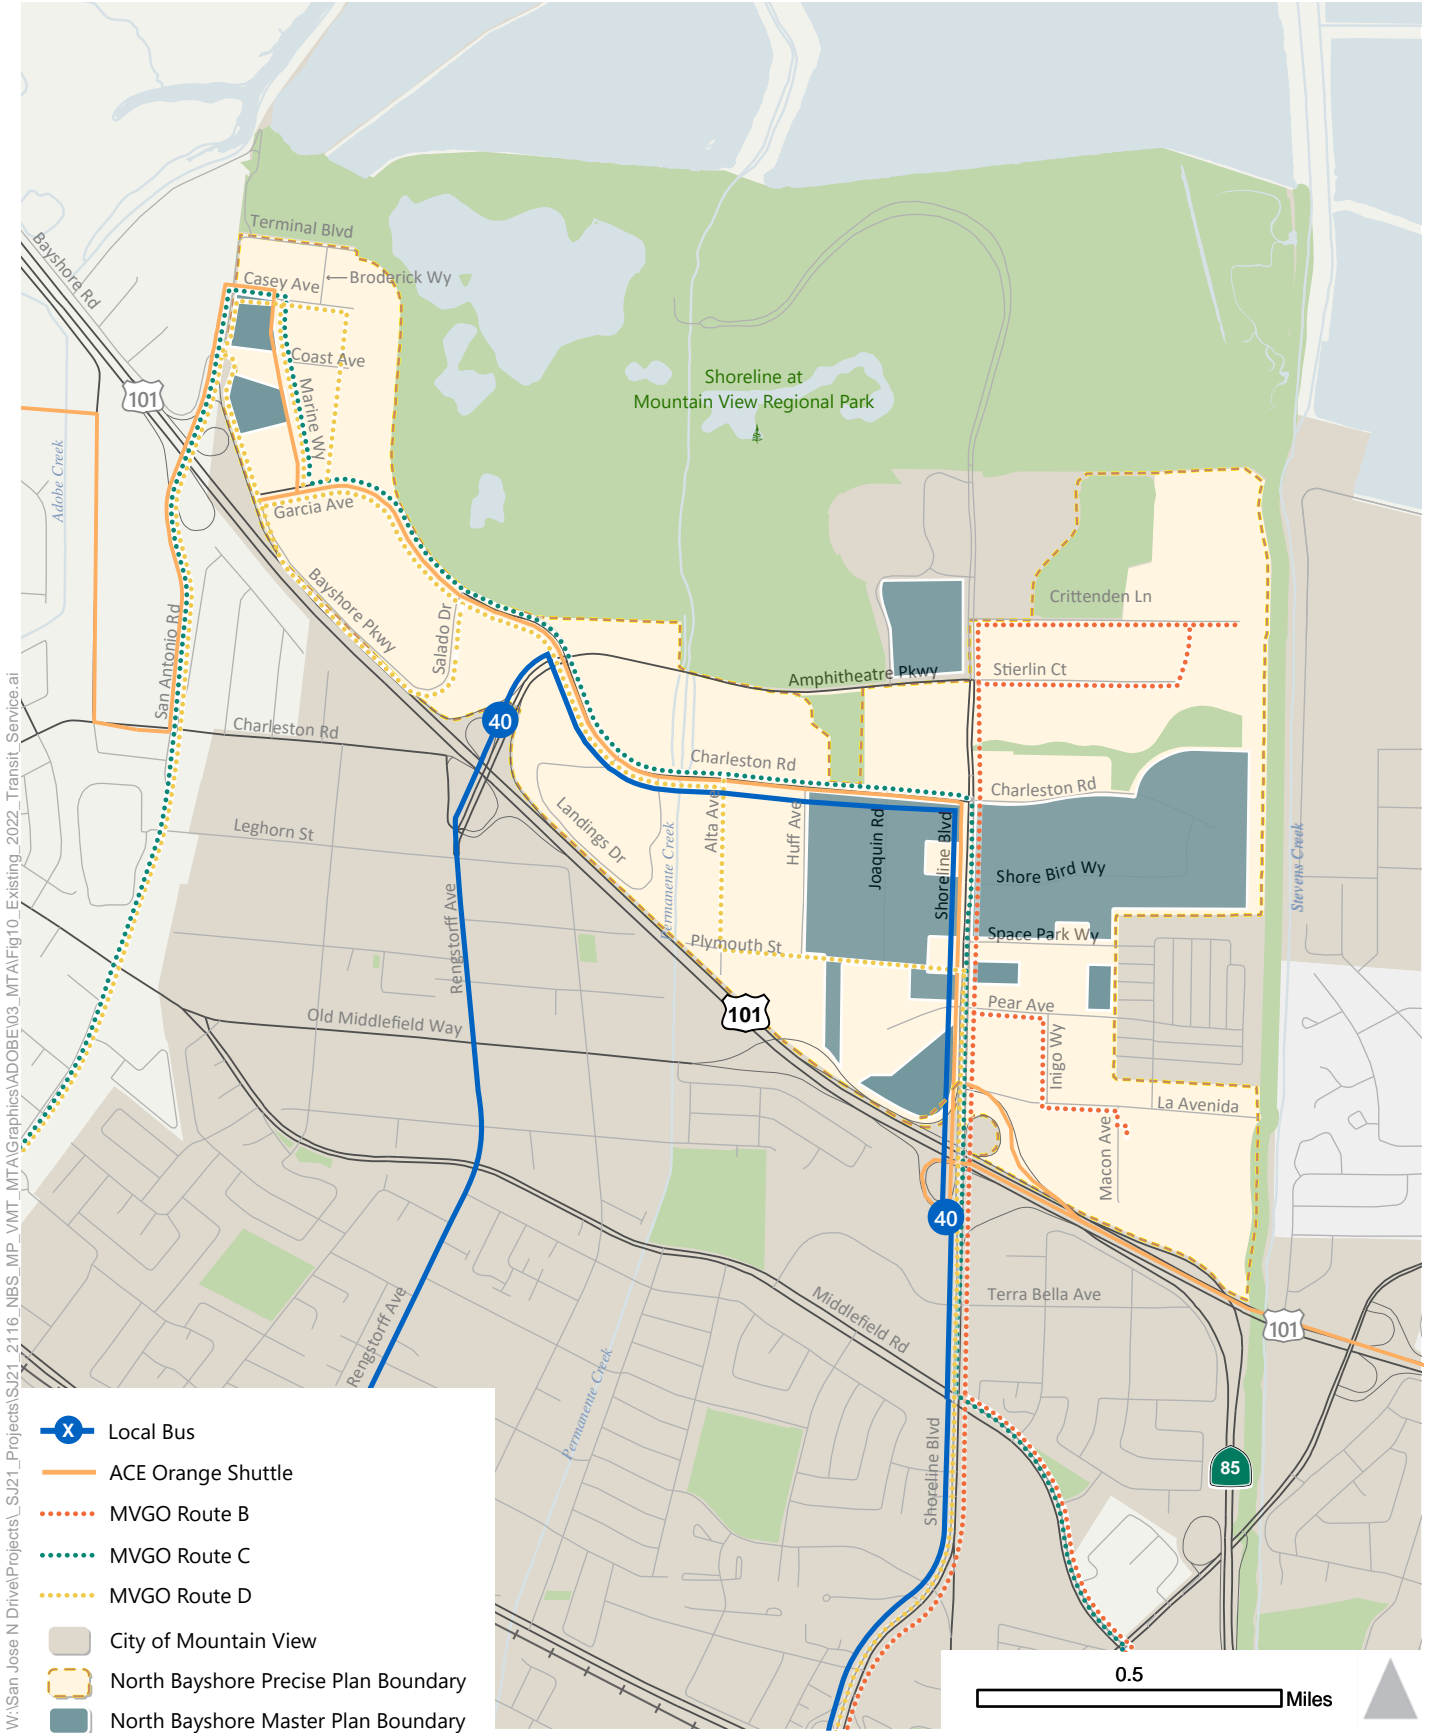 Terminal Blvd
Bayshore Rd
Casey Ave
Broderick Wy
Coast Ave
Marine Wy
101
Shoreline at
Mountain View Regional Park
Adobe Creek
Garcia Ave
Bayshore Pkwy
Salado Dr
Crittenden Ln
Stierlin Ct
Amphitheatre Pkwy
San Antonio Rd
Charleston Rd
40
Charleston Rd
Charleston Rd
Landings Dr
Alta Ave
Huff Ave
Joaquin Rd
Shoreline Blvd
Shore Bird Wy
Stevens Creek
Leghorn St
Permanente Creek
Rengstorff Ave
Plymouth St
Space Park Wy
101
Old Middlefield Way
Pear Ave
Inigo Wy
La Avenida
Macon Ave
40
Terra Bella Ave
101
Middlefield Rd
Rengstorff Ave
Permanente Creek
Shoreline Blvd
85
X Local Bus
ACE Orange Shuttle
MVGO Route B
MVGO Route C
MVGO Route D
City of Mountain View
North Bayshore Precise Plan Boundary
North Bayshore Master Plan Boundary
0.5
Miles
W:\San Jose N Drive\Projects\_SJ21_Projects\SJ21_2116_NBS_MP_VMT_MTA\Graphics\ADOBE\03_MTA\Fig10_Existing_2022_Transit_Service.ai